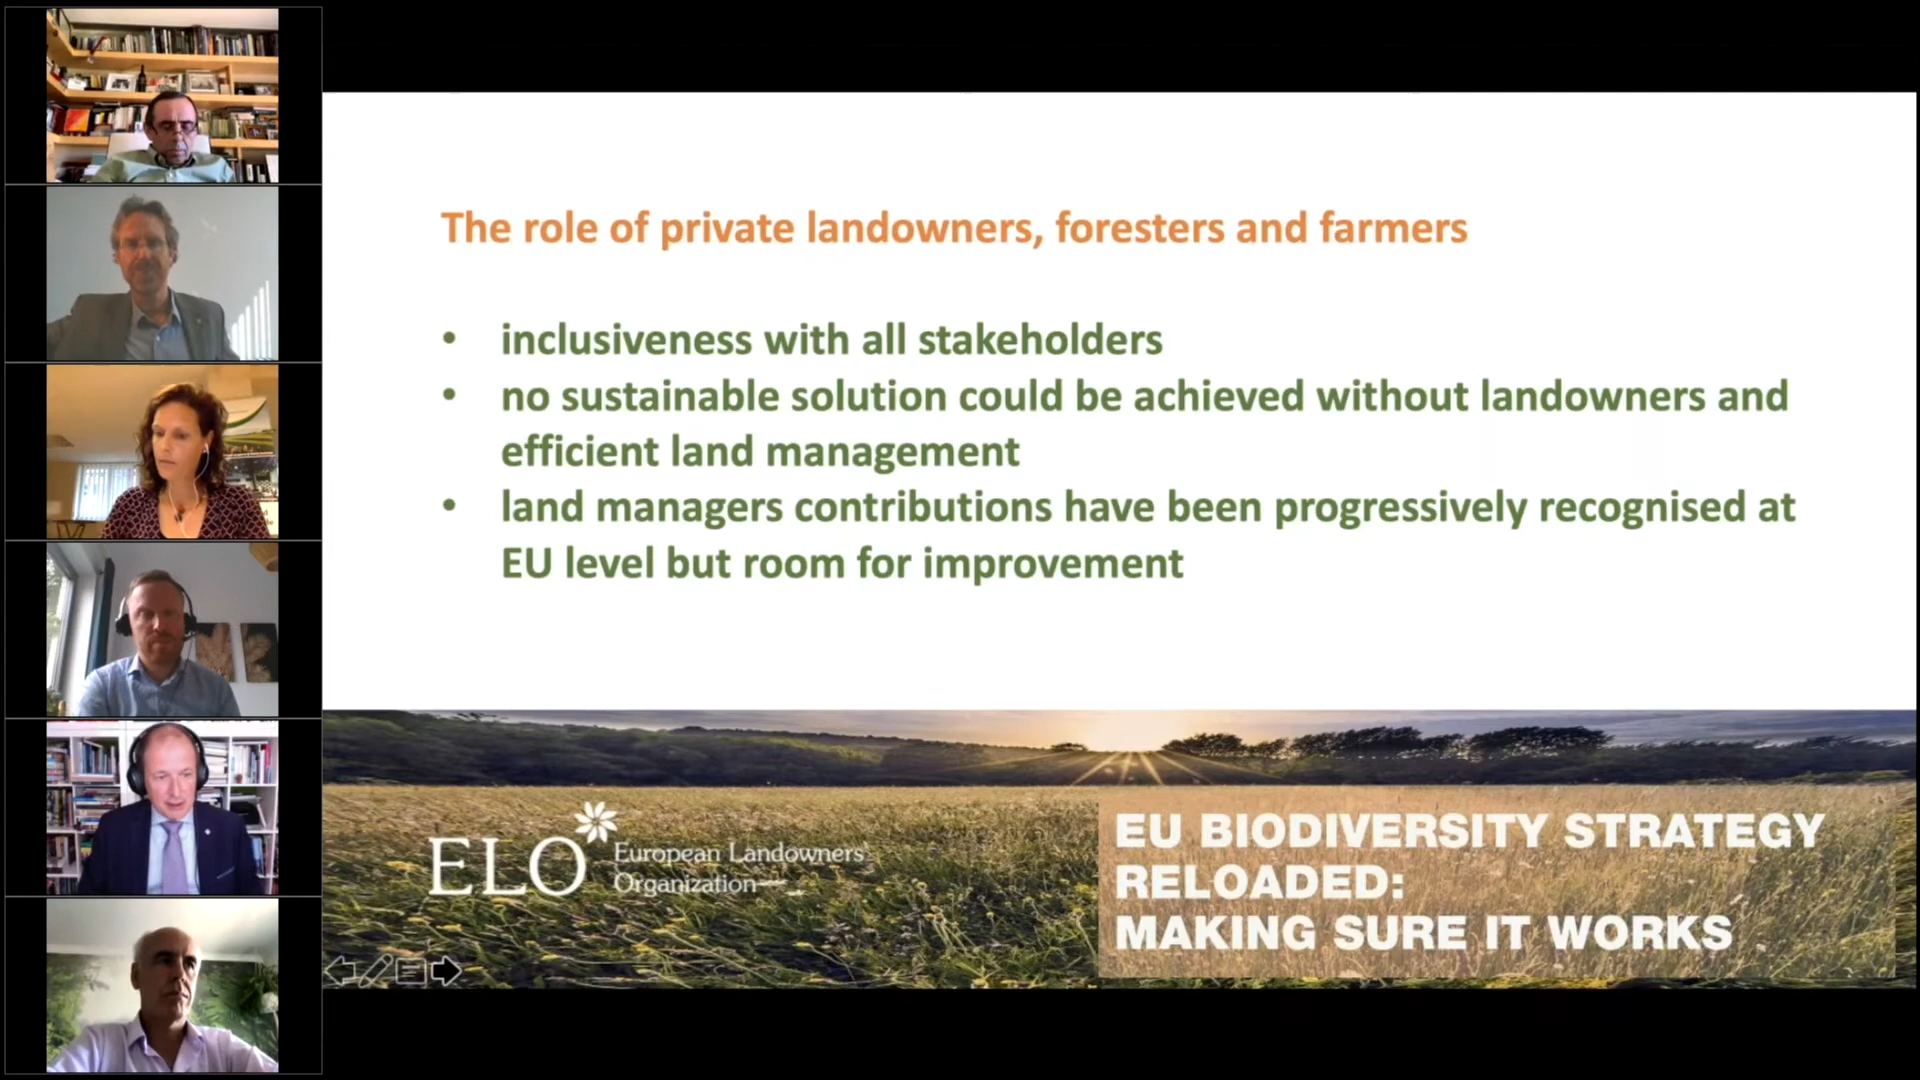 The role of private landowners, foresters and farmers
• inclusiveness with all stakeholders
• no sustainable solution could be achieved without landowners and
efficient land management
• land managers contributions have been progressively recognised at
EU level but room for improvement
ELO European Landowners'
Organization
EU BIODIVERSITY STRATEGY
RELOADED:
MAKING SURE IT WORKS